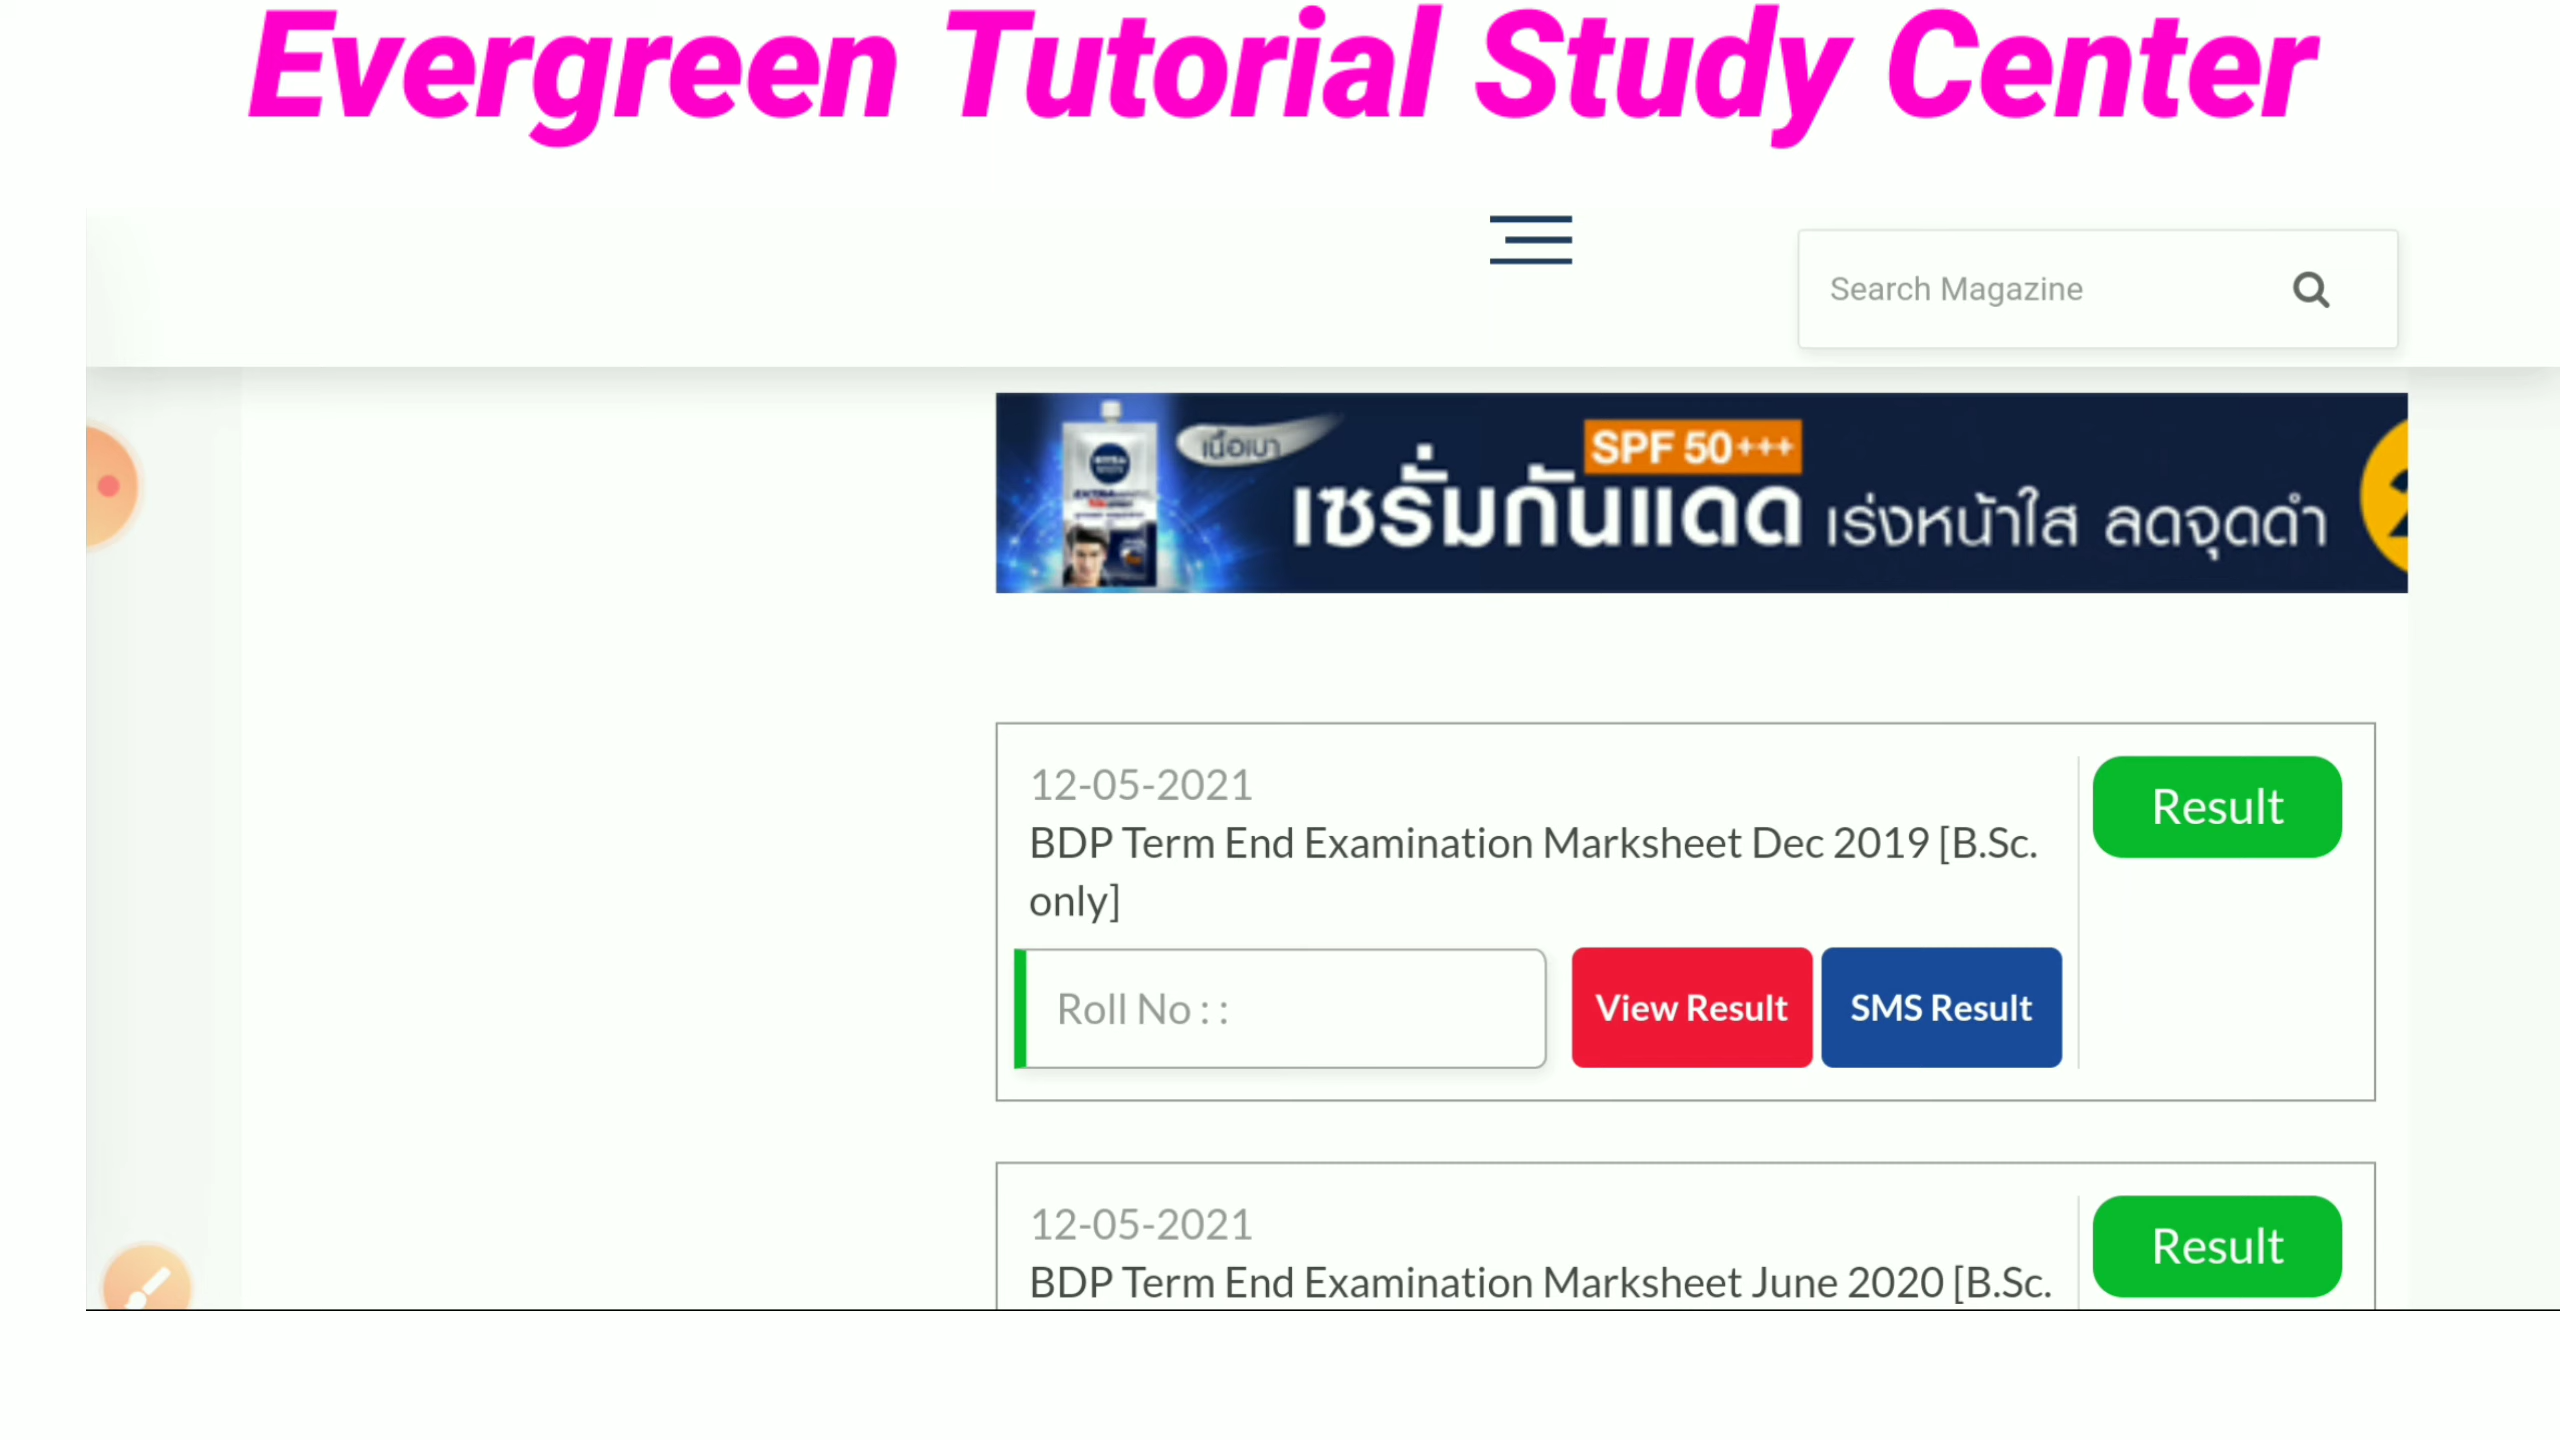 Evergreen Tutorial Study Center
Search Magazine
NIVEA
เนื้อเบา
SPF 50+++
เซรั่มกันแดด เร่งหน้าใส ลดจุดดำ
12-05-2021
Result
BDP Term End Examination Marksheet Dec 2019 [B.Sc.
only]
Roll No : :
View Result
SMS Result
12-05-2021
Result
BDP Term End Examination Marksheet June 2020 [B.Sc.